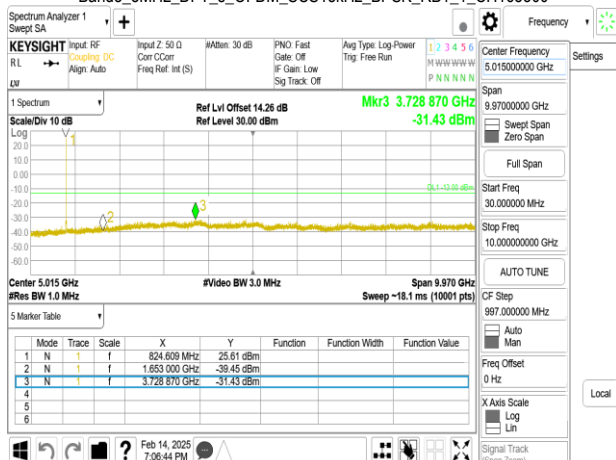 Spectrum Analyzer 1
Swept SA
Frequency
Settings
KEYSIGHT
RL
Align: Auto
Input: RF
Coupling: DC
Input Z: 50 Ω
Corr CCorr
Freq Ref: Int (S)
#Atten: 30 dB
PNO: Fast
Gate: Off
IF Gain: Low
Sig Track: Off
Avg Type: Log-Power
Trig: Free Run
1 2 3 4 5 6
M W W W W W
P N N N N N
1 Spectrum
Scale/Div 10 dB
Log
Ref Lvl Offset 14.26 dB
Ref Level 30.00 dBm
Mkr3 3.728 870 GHz
-31.43 dBm
20.0
10.0
0.00
-10.0
-20.0
-30.0
-40.0
-50.0
-60.0
1
2
3
DL1 -13.00 dBm
Center 5.015 GHz
#Video BW 3.0 MHz
Span 9.970 GHz
#Res BW 1.0 MHz
Sweep ~18.1 ms (10001 pts)
5 Marker Table
Mode Trace Scale X Y Function Function Width Function Value
1 N 1 f 824.609 MHz 25.61 dBm
2 N 1 f 1.653 000 GHz -39.45 dBm
3 N 1 f 3.728 870 GHz -31.43 dBm
4
5
6
Feb 14, 2025
7:06:44 PM
Center Frequency
5.015000000 GHz
Span
9.97000000 GHz
Swept Span
Zero Span
Full Span
Start Freq
30.000000 MHz
Stop Freq
10.000000000 GHz
AUTO TUNE
CF Step
997.000000 MHz
Auto
Man
Freq Offset
0 Hz
X Axis Scale
Log
Lin
Signal Track
Local